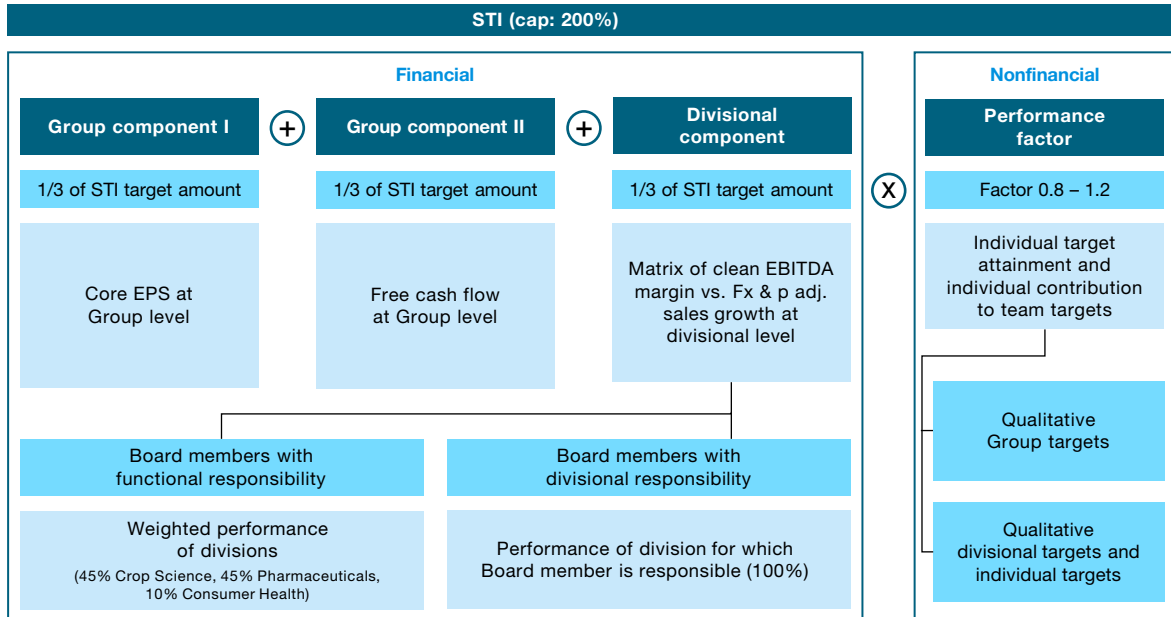 STI (cap: 200%)
Financial
Group component I
+
Group component II
+
Divisional
component
1/3 of STI target amount
1/3 of STI target amount
1/3 of STI target amount
Core EPS at
Group level
Free cash flow
at Group level
Matrix of clean EBITDA
margin vs. Fx & p adj.
sales growth at
divisional level
Board members with
functional responsibility
Board members with
divisional responsibility
Weighted performance
of divisions
(45% Crop Science, 45% Pharmaceuticals,
10% Consumer Health)
Performance of division for which
Board member is responsible (100%)
X
Nonfinancial
Performance
factor
Factor 0.8 – 1.2
Individual target
attainment and
individual contribution
to team targets
Qualitative
Group targets
Qualitative
divisional targets and
individual targets